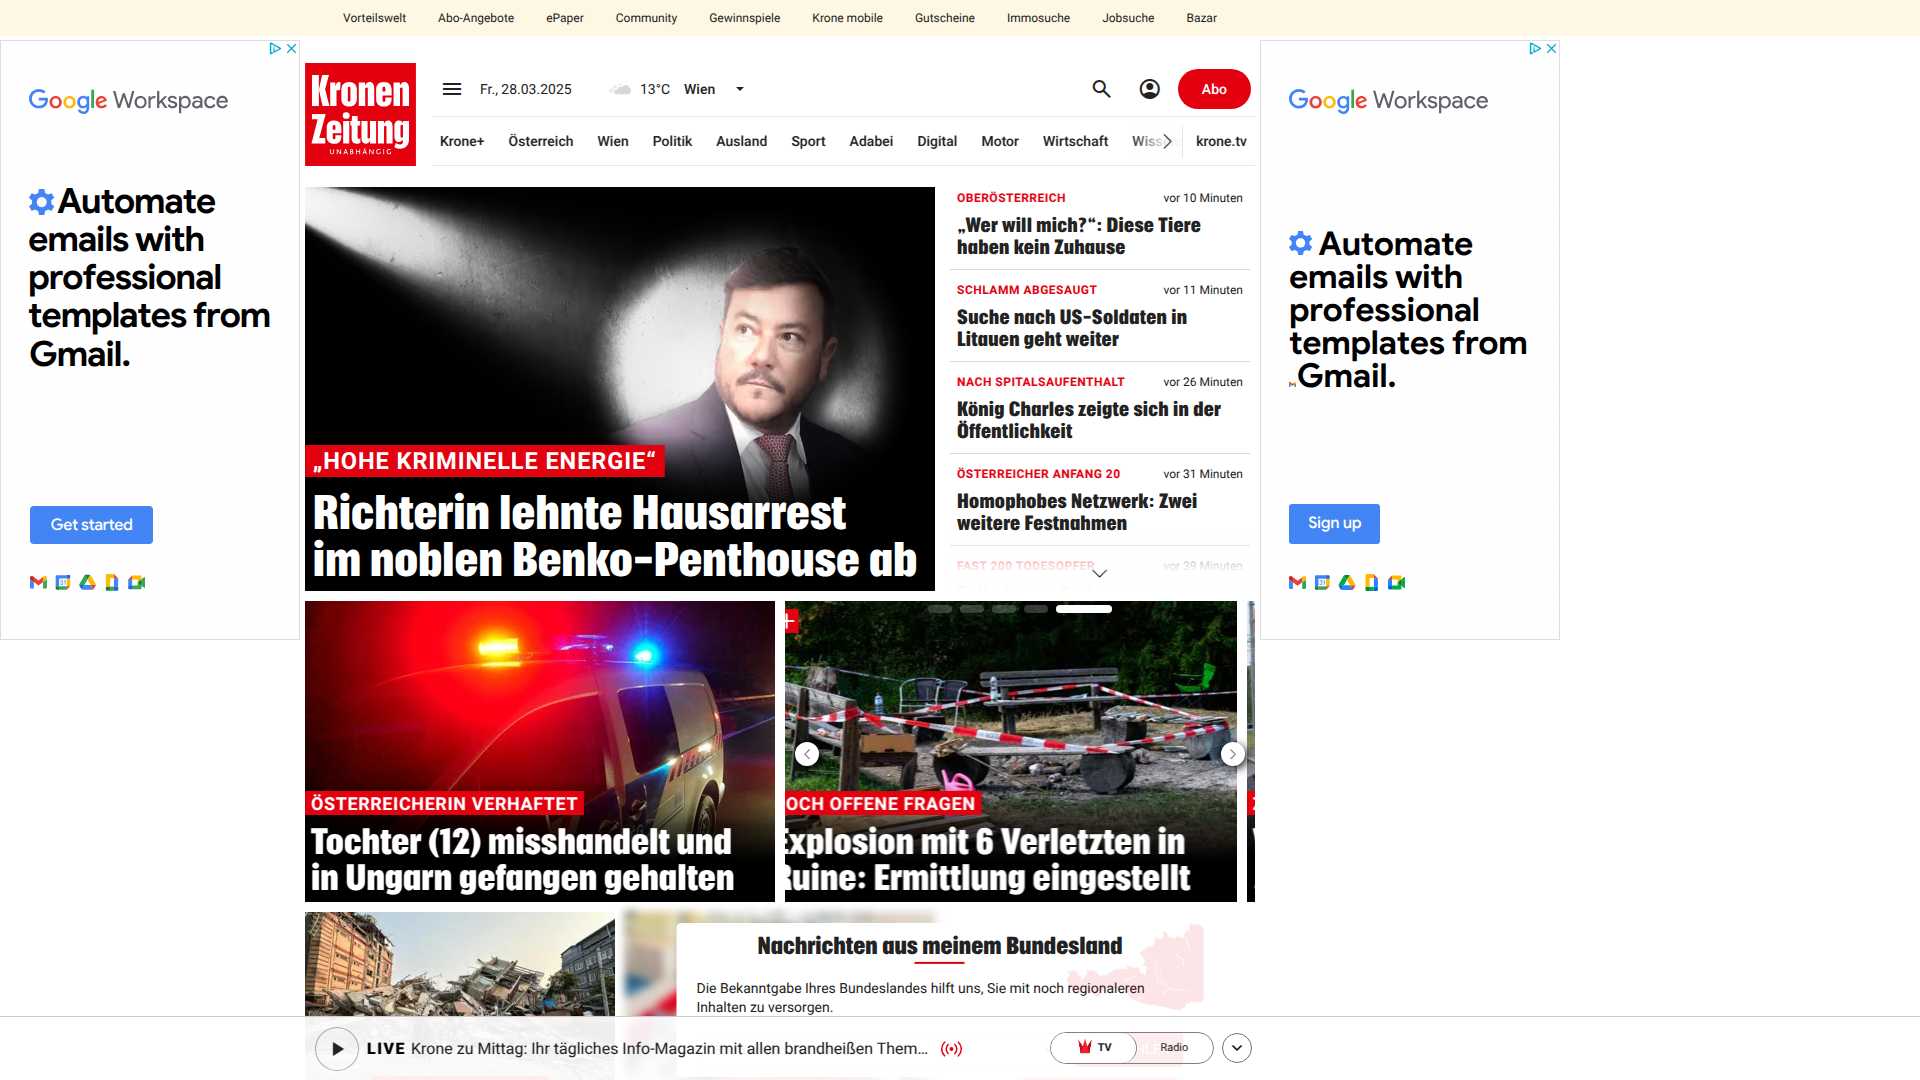 Vorteilswelt Abo-Angebote ePaper Community Gewinnspiele Krone mobile Gutscheine Immosuche Jobsuche Bazar
Google Workspace
Automate
emails with
professional
templates from
Gmail.
Get started
Kronen
Zeitung
UNABHÄNGIG
Fr., 28.03.2025
13°C Wien
Abo
Krone+ Österreich Wien Politik Ausland Sport Adabei Digital Motor Wirtschaft Wiss krone.tv
„HOHE KRIMINELLE ENERGIE“
Richterin lehnte Hausarrest
im noblen Benko-Penthouse ab
OBERÖSTERREICH vor 10 Minuten
„Wer will mich?“: Diese Tiere
haben kein Zuhause
SCHLAMM ABGESAUGT vor 11 Minuten
Suche nach US-Soldaten in
Litauen geht weiter
NACH SPITALSAUFENTHALT vor 26 Minuten
König Charles zeigte sich in der
Öffentlichkeit
ÖSTERREICHER ANFANG 20 vor 31 Minuten
Homophobes Netzwerk: Zwei
weitere Festnahmen
FAST 200 TODESOPFER vor 39 Minuten
Google Workspace
Automate
emails with
professional
templates from
Gmail.
Sign up
ÖSTERREICHERIN VERHAFTET
Tochter (12) misshandelt und
in Ungarn gefangen gehalten
OCH OFFENE FRAGEN
Explosion mit 6 Verletzten in
Ruine: Ermittlung eingestellt
Nachrichten aus meinem Bundesland
Die Bekanntgabe Ihres Bundeslandes hilft uns, Sie mit noch regionaleren
Inhalten zu versorgen.
LIVE Krone zu Mittag: Ihr tägliches Info-Magazin mit allen brandheißen Them...
TV Radio